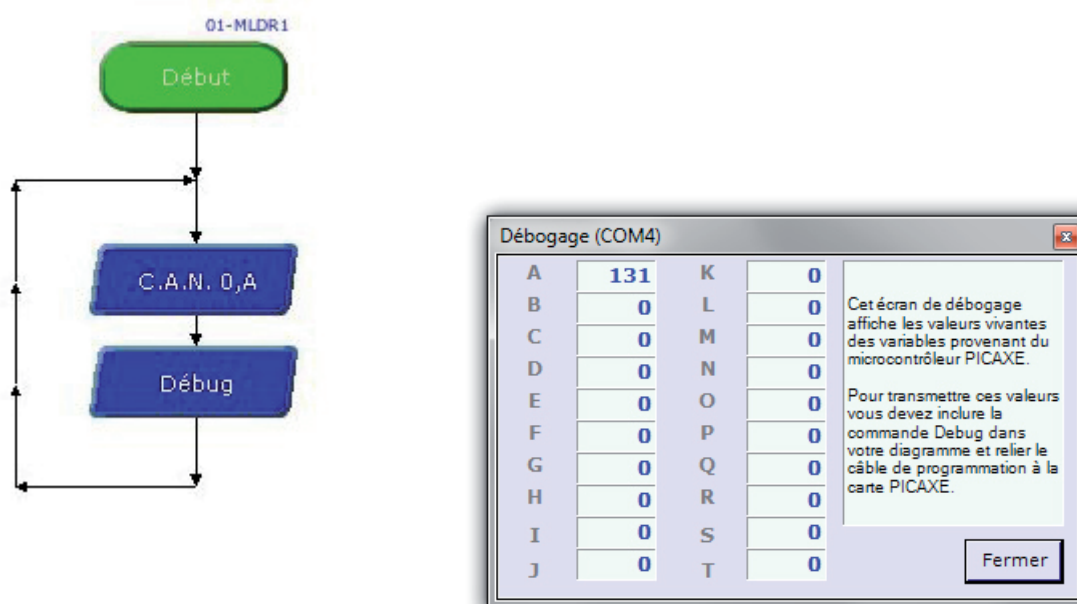 01-MLDR1
Début
C.A.N. 0,A
Débug
Débogage (COM4)
A 131 K 0
B 0 L 0
C 0 M 0
D 0 N 0
E 0 O 0
F 0 P 0
G 0 Q 0
H 0 R 0
I 0 S 0
J 0 T 0
Cet écran de débogage
affiche les valeurs vivantes
des variables provenant du
microcontrôleur PICAXE.
Pour transmettre ces valeurs
vous devez inclure la
commande Debug dans
votre diagramme et relier le
câble de programmation à la
carte PICAXE.
Fermer